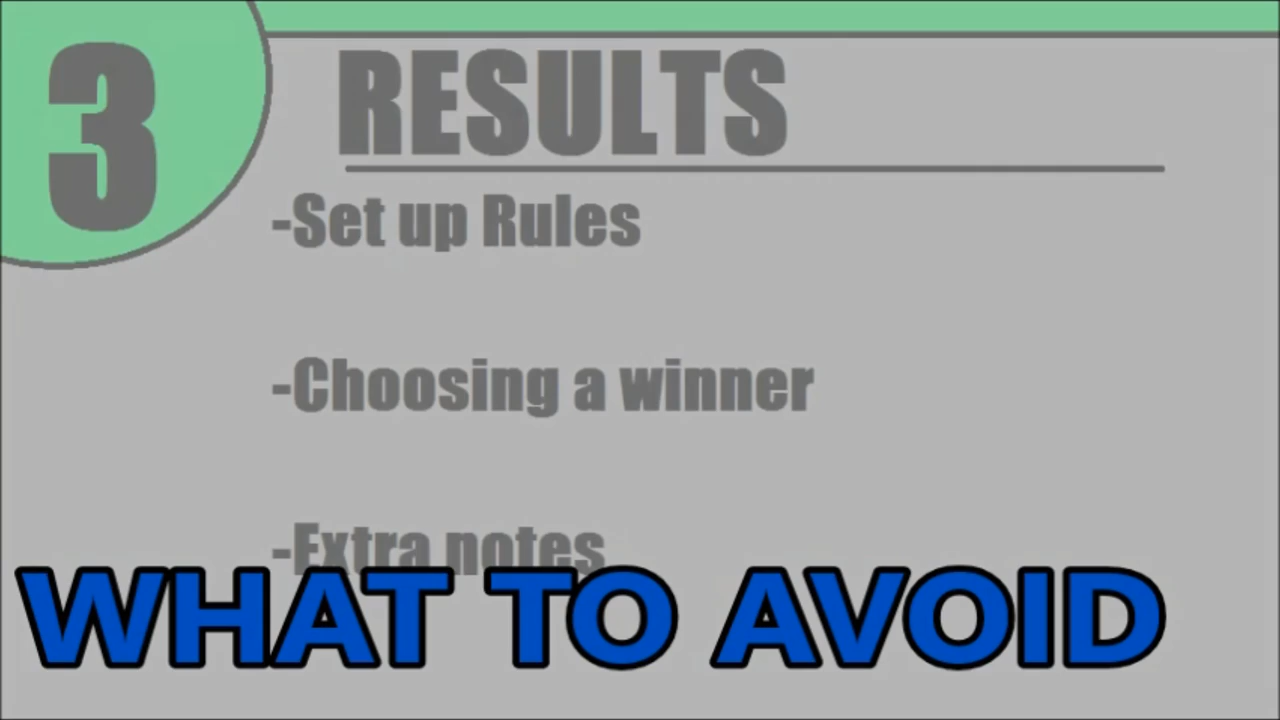 3
RESULTS
-Set up Rules
-Choosing a winner
-Extra notes
WHAT TO AVOID